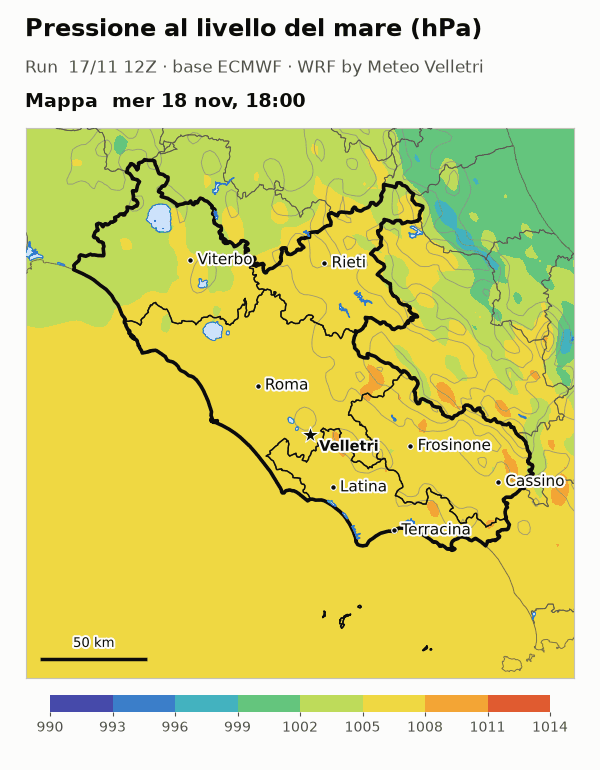 Pressione al livello del mare (hPa)
Run  17/11 12Z · base ECMWF · WRF by Meteo Velletri
Mappa  mer 18 nov, 18:00
Viterbo
Rieti
Roma
Velletri
Frosinone
Cassino
Latina
Terracina
50 km
990 993 996 999 1002 1005 1008 1011 1014